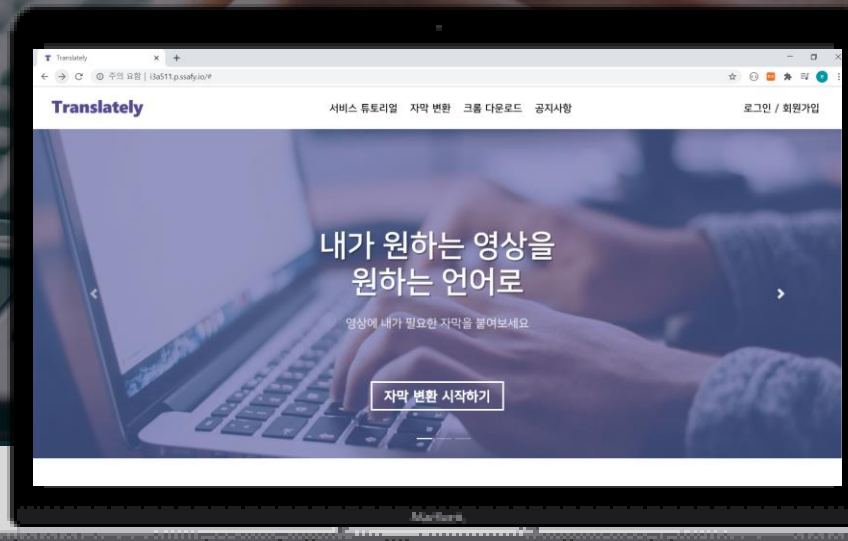 Translately
주의 요함 | i3a511.p.ssafy.io/#
Translately
서비스 튜토리얼 자막 변환 크롬 다운로드 공지사항
로그인 / 회원가입
내가 원하는 영상을
원하는 언어로
영상에 내가 필요한 자막을 붙여보세요
자막 변환 시작하기